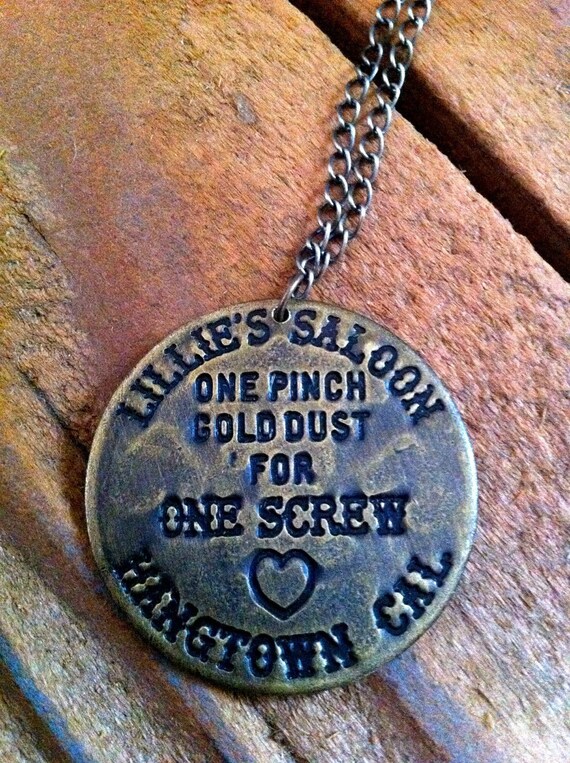 LILLIE'S SALOON
ONE PINCH
GOLD DUST
FOR
ONE SCREW
HANGTOWN CAL